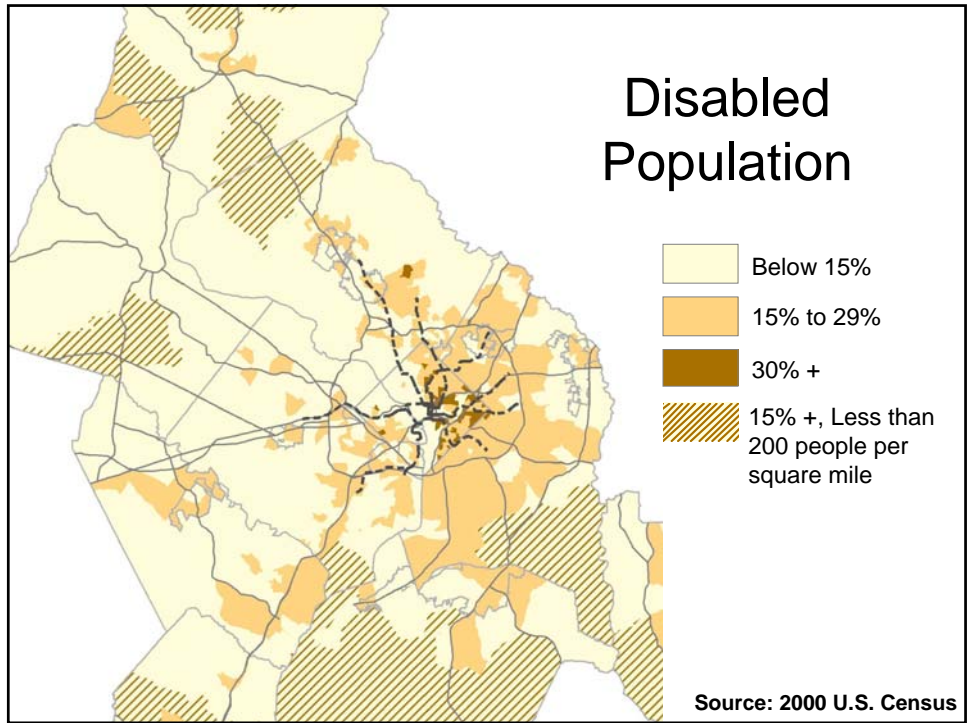 Disabled
Population
Below 15%
15% to 29%
30% +
15% +, Less than
200 people per
square mile
Source: 2000 U.S. Census